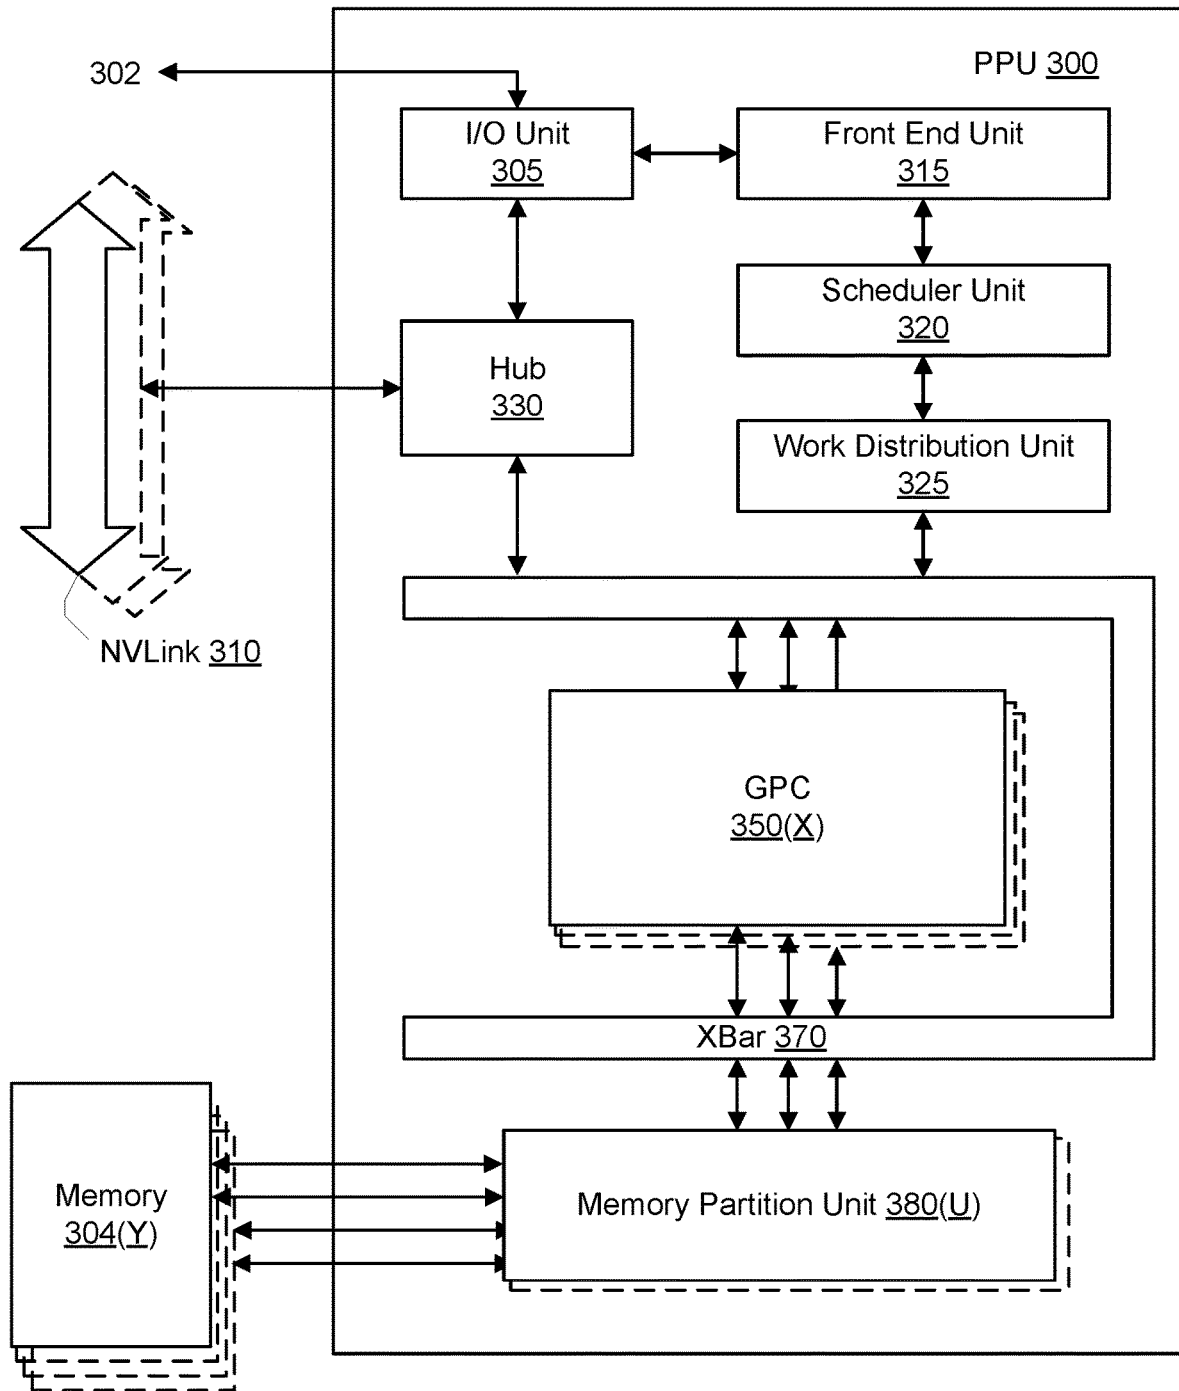 PPU 300
302
I/O Unit
305
Front End Unit
315
Scheduler Unit
320
Hub
330
Work Distribution Unit
325
NVLink 310
GPC
350(X)
XBar 370
Memory
304(Y)
Memory Partition Unit 380(U)